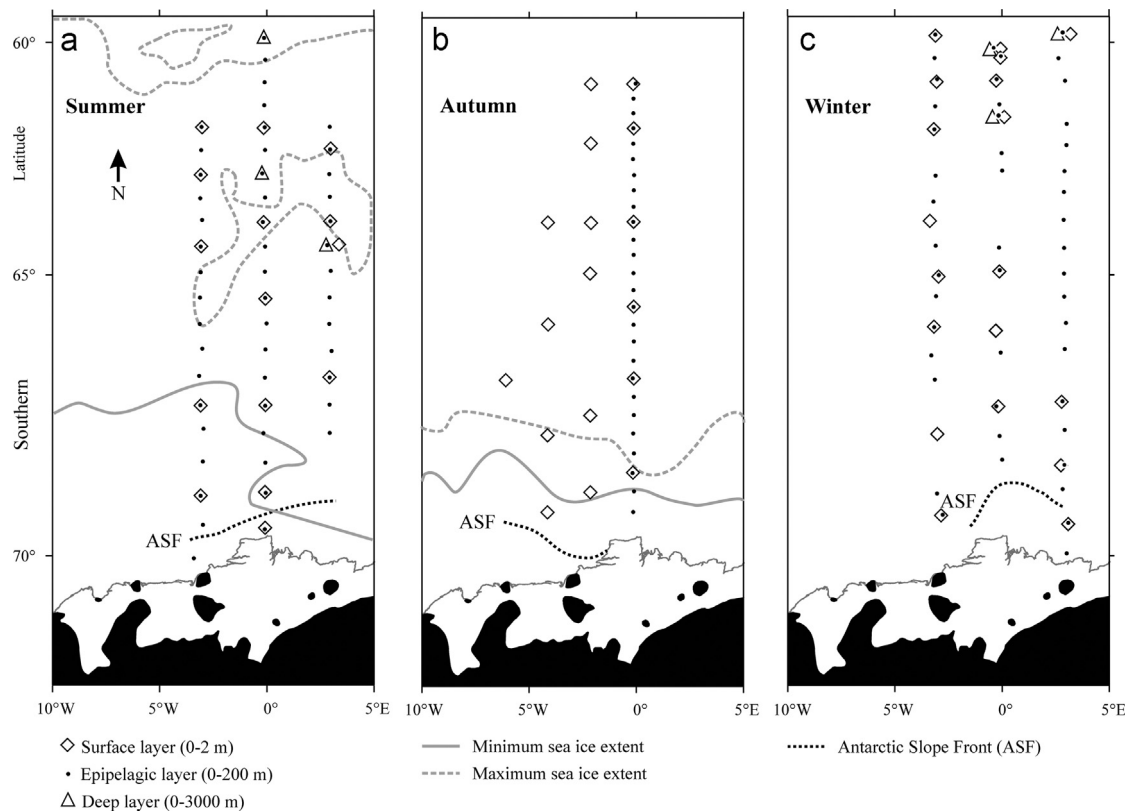 a
b
c
60°
Summer
Autumn
Winter
Latitude
N
65°
Southern
ASF
ASF
ASF
70°
10°W 5°W 0° 5°E
10°W 5°W 0° 5°E
10°W 5°W 0° 5°E
Surface layer (0-2 m)
Epipelagic layer (0-200 m)
Deep layer (0-3000 m)
Minimum sea ice extent
Maximum sea ice extent
Antarctic Slope Front (ASF)